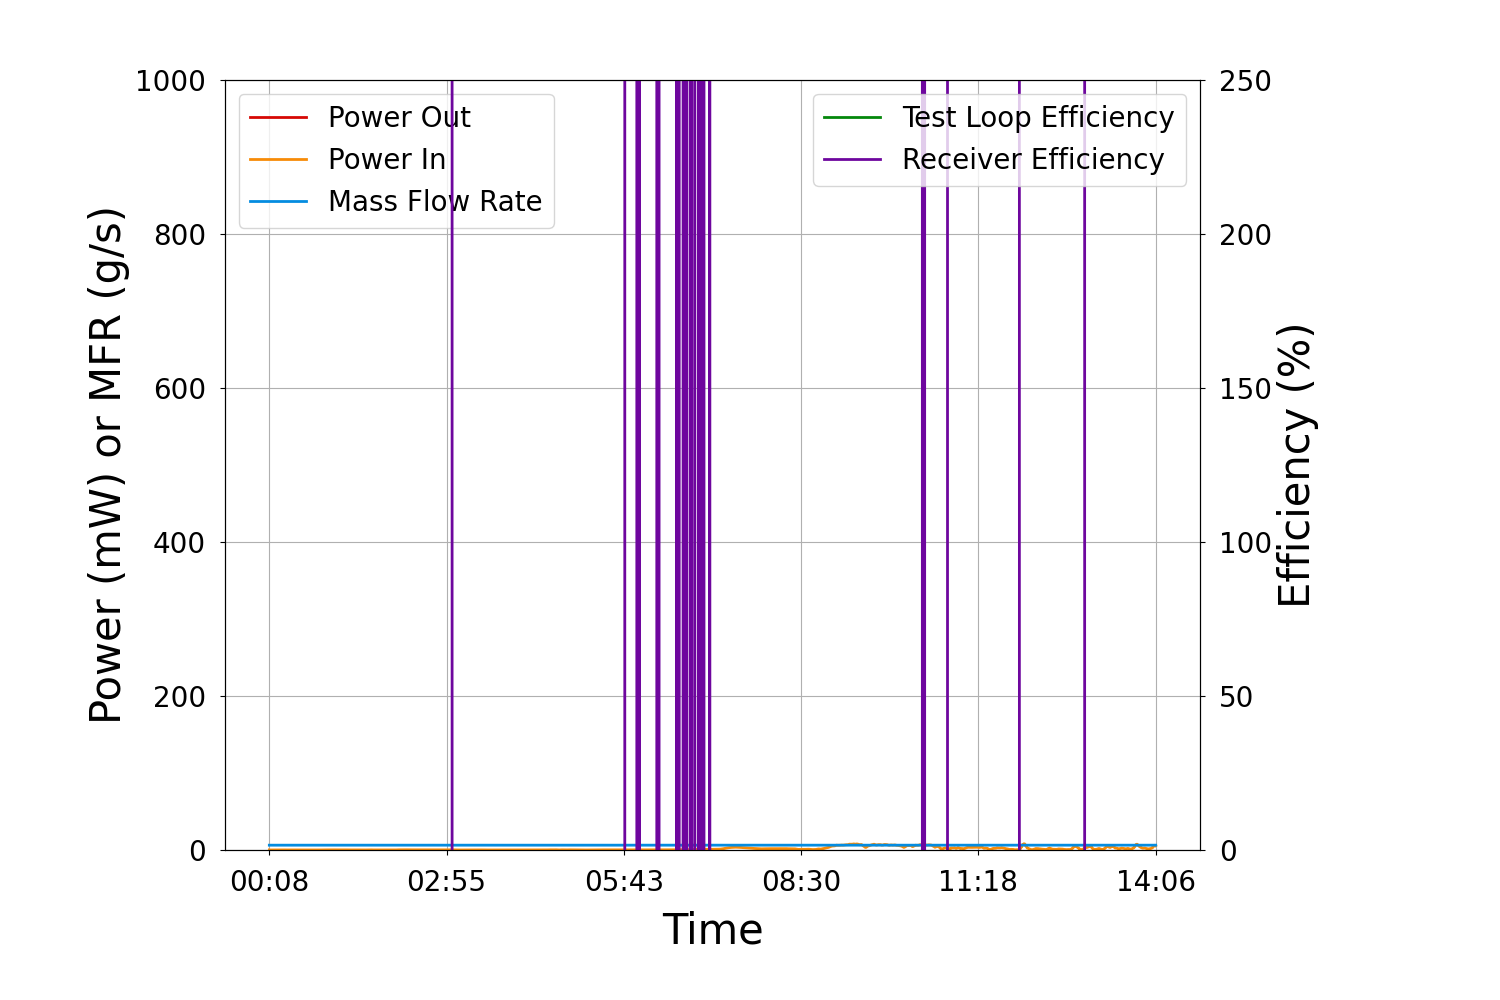 1000
800
600
400
200
0
Power (mW) or MFR (g/s)
Power Out
Power In
Mass Flow Rate
Test Loop Efficiency
Receiver Efficiency
250
200
150
100
50
0
Efficiency (%)
00:08 02:55 05:43 08:30 11:18 14:06
Time